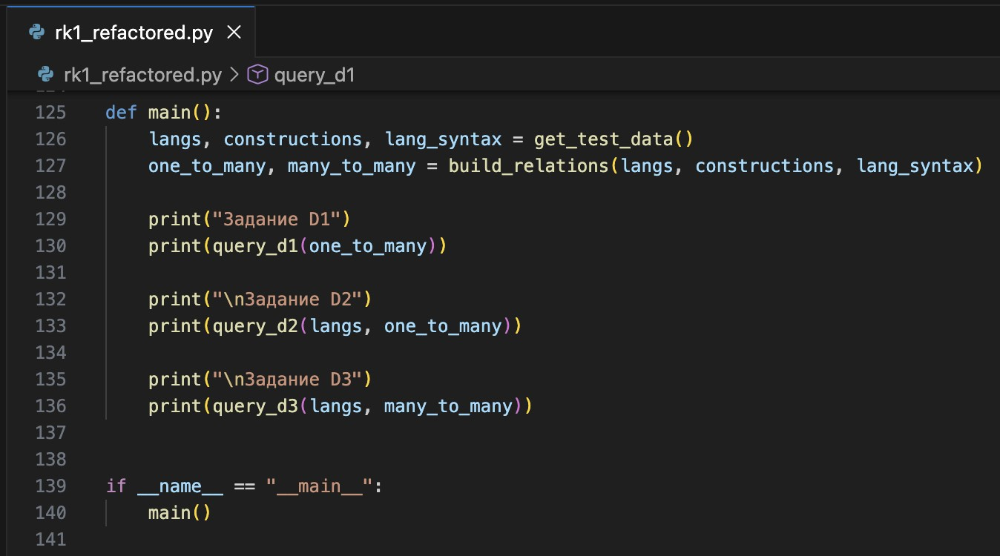 rk1_refactored.py
rk1_refactored.py > query_d1
125 def main():
126     langs, constructions, lang_syntax = get_test_data()
127     one_to_many, many_to_many = build_relations(langs, constructions, lang_syntax)
128
129     print("Задание D1")
130     print(query_d1(one_to_many))
131
132     print("\nЗадание D2")
133     print(query_d2(langs, one_to_many))
134
135     print("\nЗадание D3")
136     print(query_d3(langs, many_to_many))
137
138
139 if __name__ == "__main__":
140     main()
141